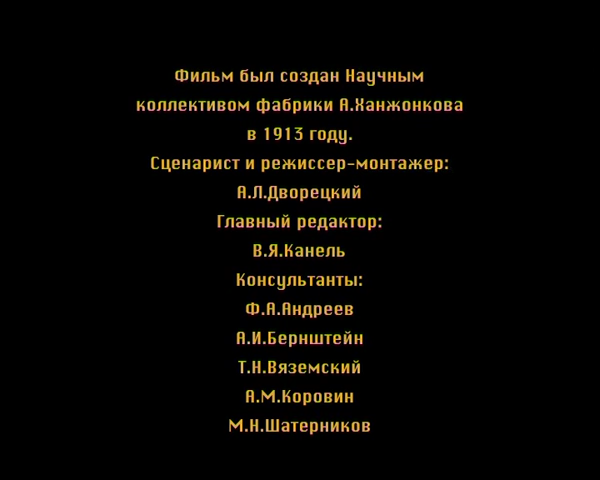 Фильм был создан Научным
коллективом фабрики А.Ханжонкова
в 1913 году.
Сценарист и режиссер-монтажер:
А.Л.Дворецкий
Главный редактор:
В.Я.Канель
Консультанты:
Ф.А.Андреев
А.И.Бернштейн
Т.Н.Вяземский
А.М.Коровин
М.Н.Шатерников